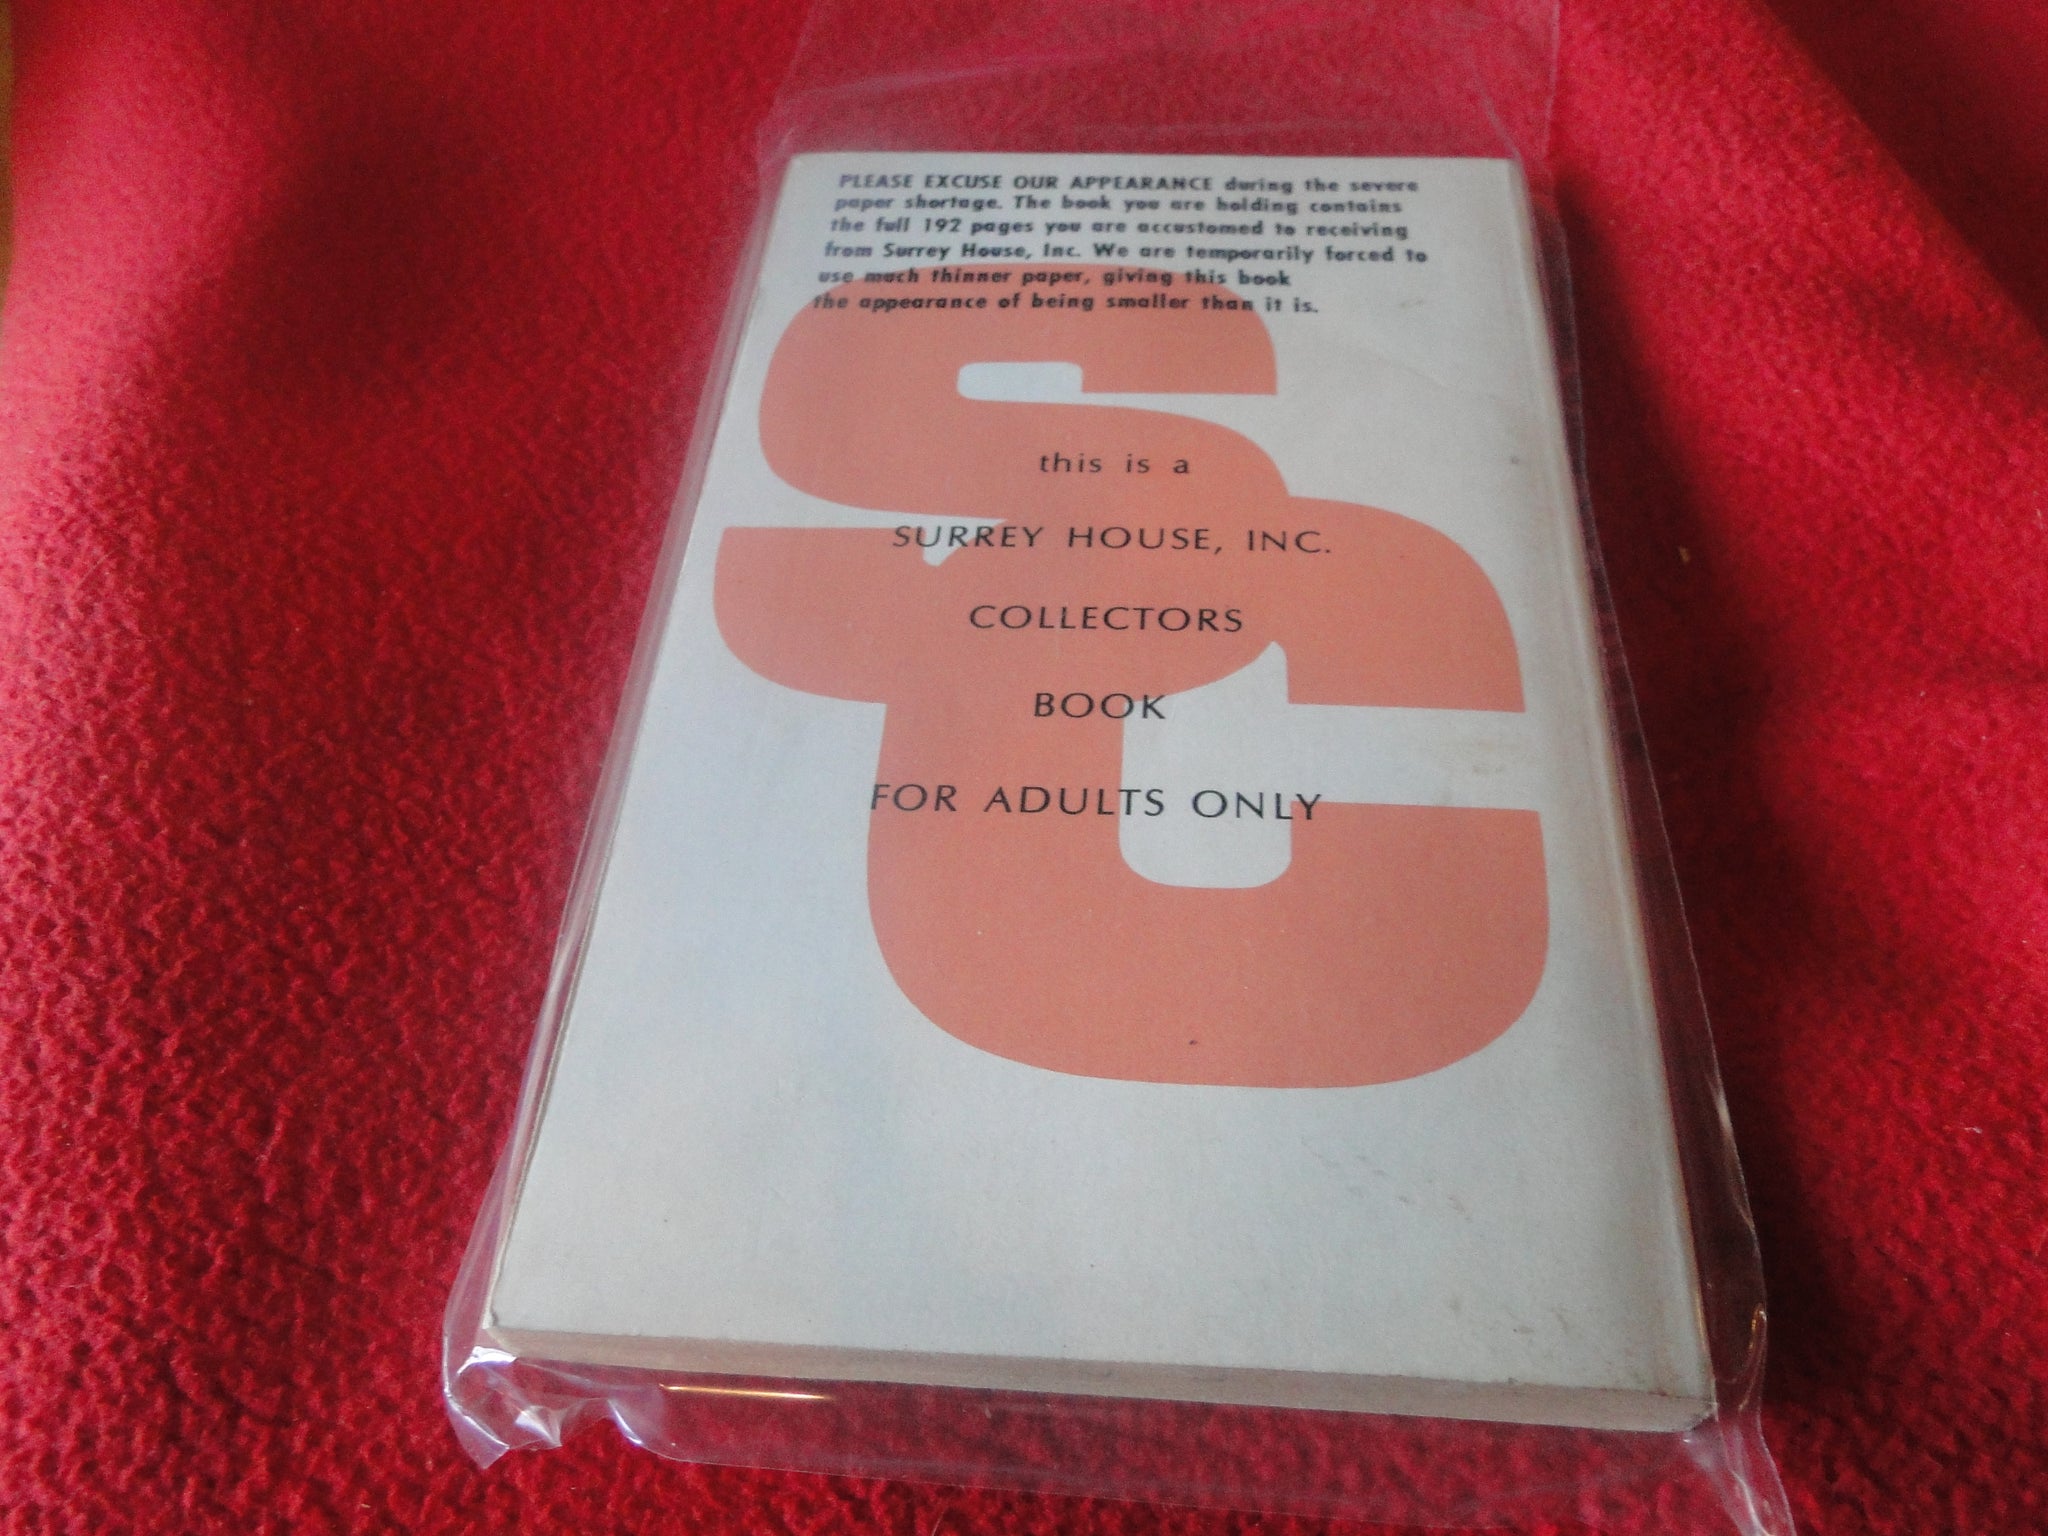 PLEASE EXCUSE OUR APPEARANCE during the severe
paper shortage. The book you are holding contains
the full 192 pages you are accustomed to receiving
from Surrey House, Inc. We are temporarily forced to
use much thinner paper, giving this book
the appearance of being smaller than it is.
this is a
SURREY HOUSE, INC.
COLLECTORS
BOOK
FOR ADULTS ONLY